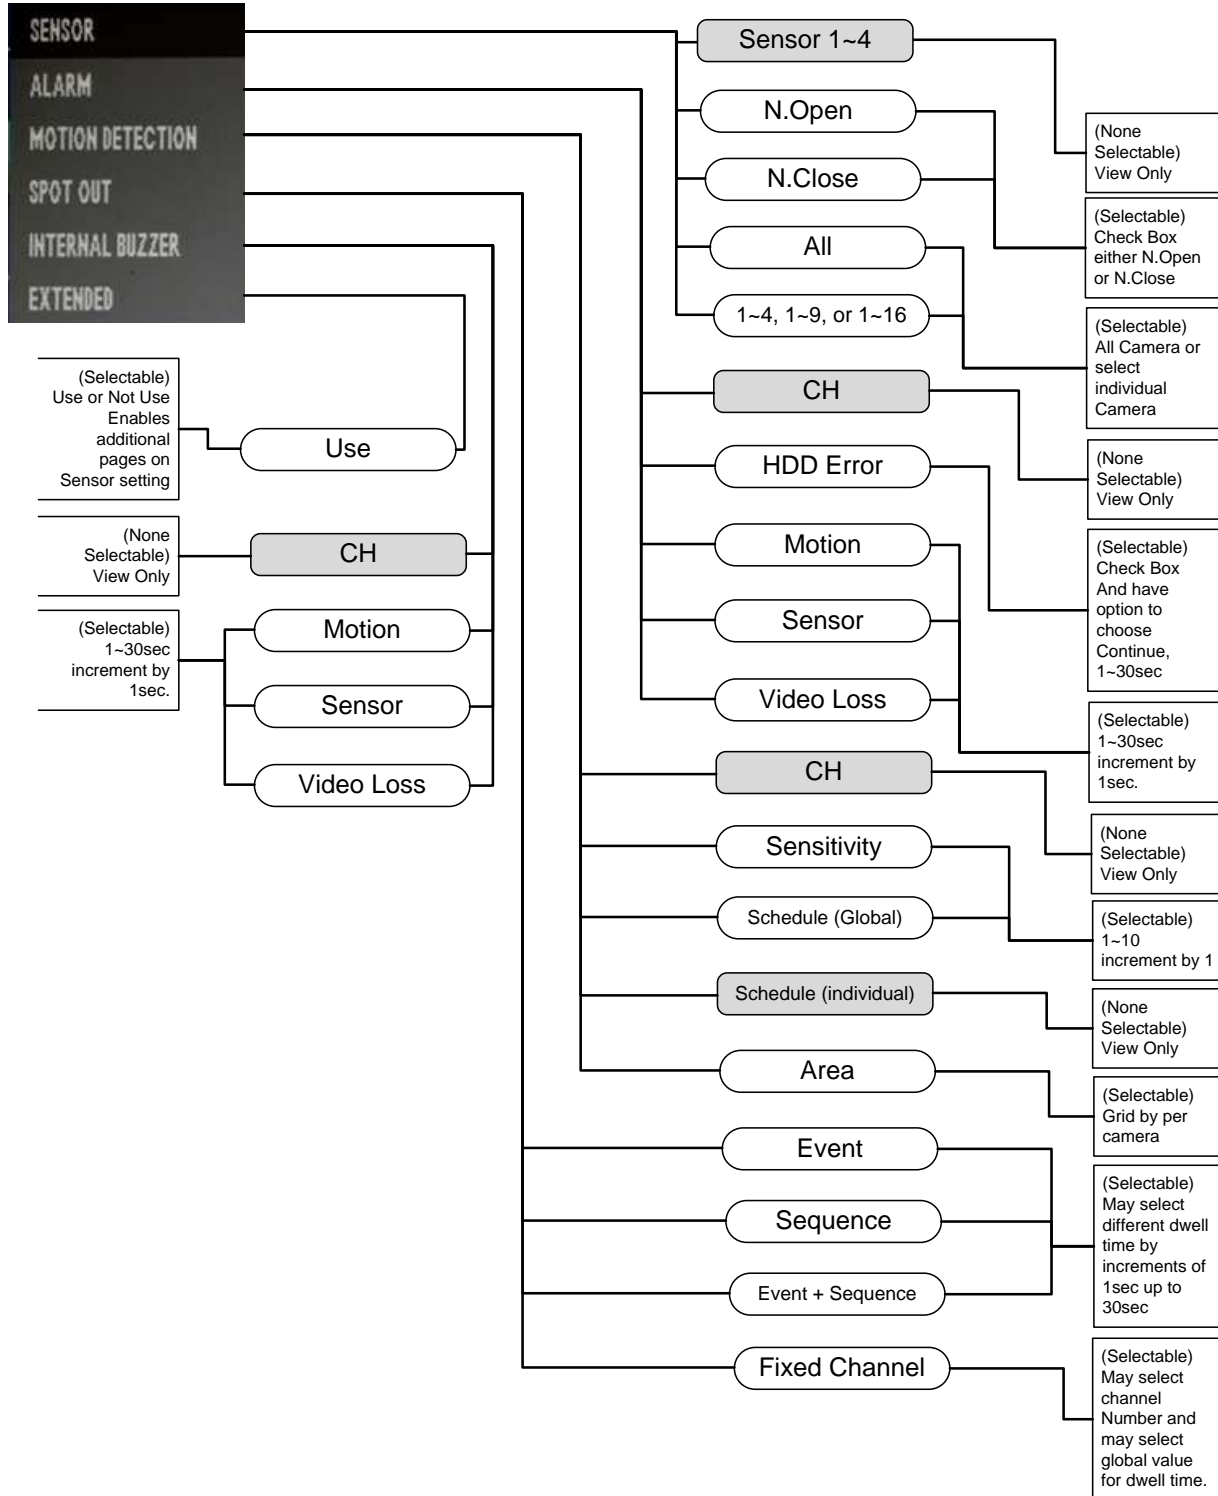 SENSOR
ALARM
MOTION DETECTION
SPOT OUT
INTERNAL BUZZER
EXTENDED
(Selectable)
Use or Not Use
Enables
additional
pages on
Sensor setting
Use
(None
Selectable)
View Only
CH
(Selectable)
1~30sec
increment by
1sec.
Motion
Sensor
Video Loss
Sensor 1~4
N.Open
N.Close
All
1~4, 1~9, or 1~16
CH
HDD Error
Motion
Sensor
Video Loss
CH
Sensitivity
Schedule (Global)
Schedule (individual)
Area
Event
Sequence
Event + Sequence
Fixed Channel
(None
Selectable)
View Only
(Selectable)
Check Box
either N.Open
or N.Close
(Selectable)
All Camera or
select
individual
Camera
(None
Selectable)
View Only
(Selectable)
Check Box
And have
option to
choose
Continue,
1~30sec
(Selectable)
1~30sec
increment by
1sec.
(None
Selectable)
View Only
(Selectable)
1~10
increment by 1
(None
Selectable)
View Only
(Selectable)
Grid by per
camera
(Selectable)
May select
different dwell
time by
increments of
1sec up to
30sec
(Selectable)
May select
channel
Number and
may select
global value
for dwell time.